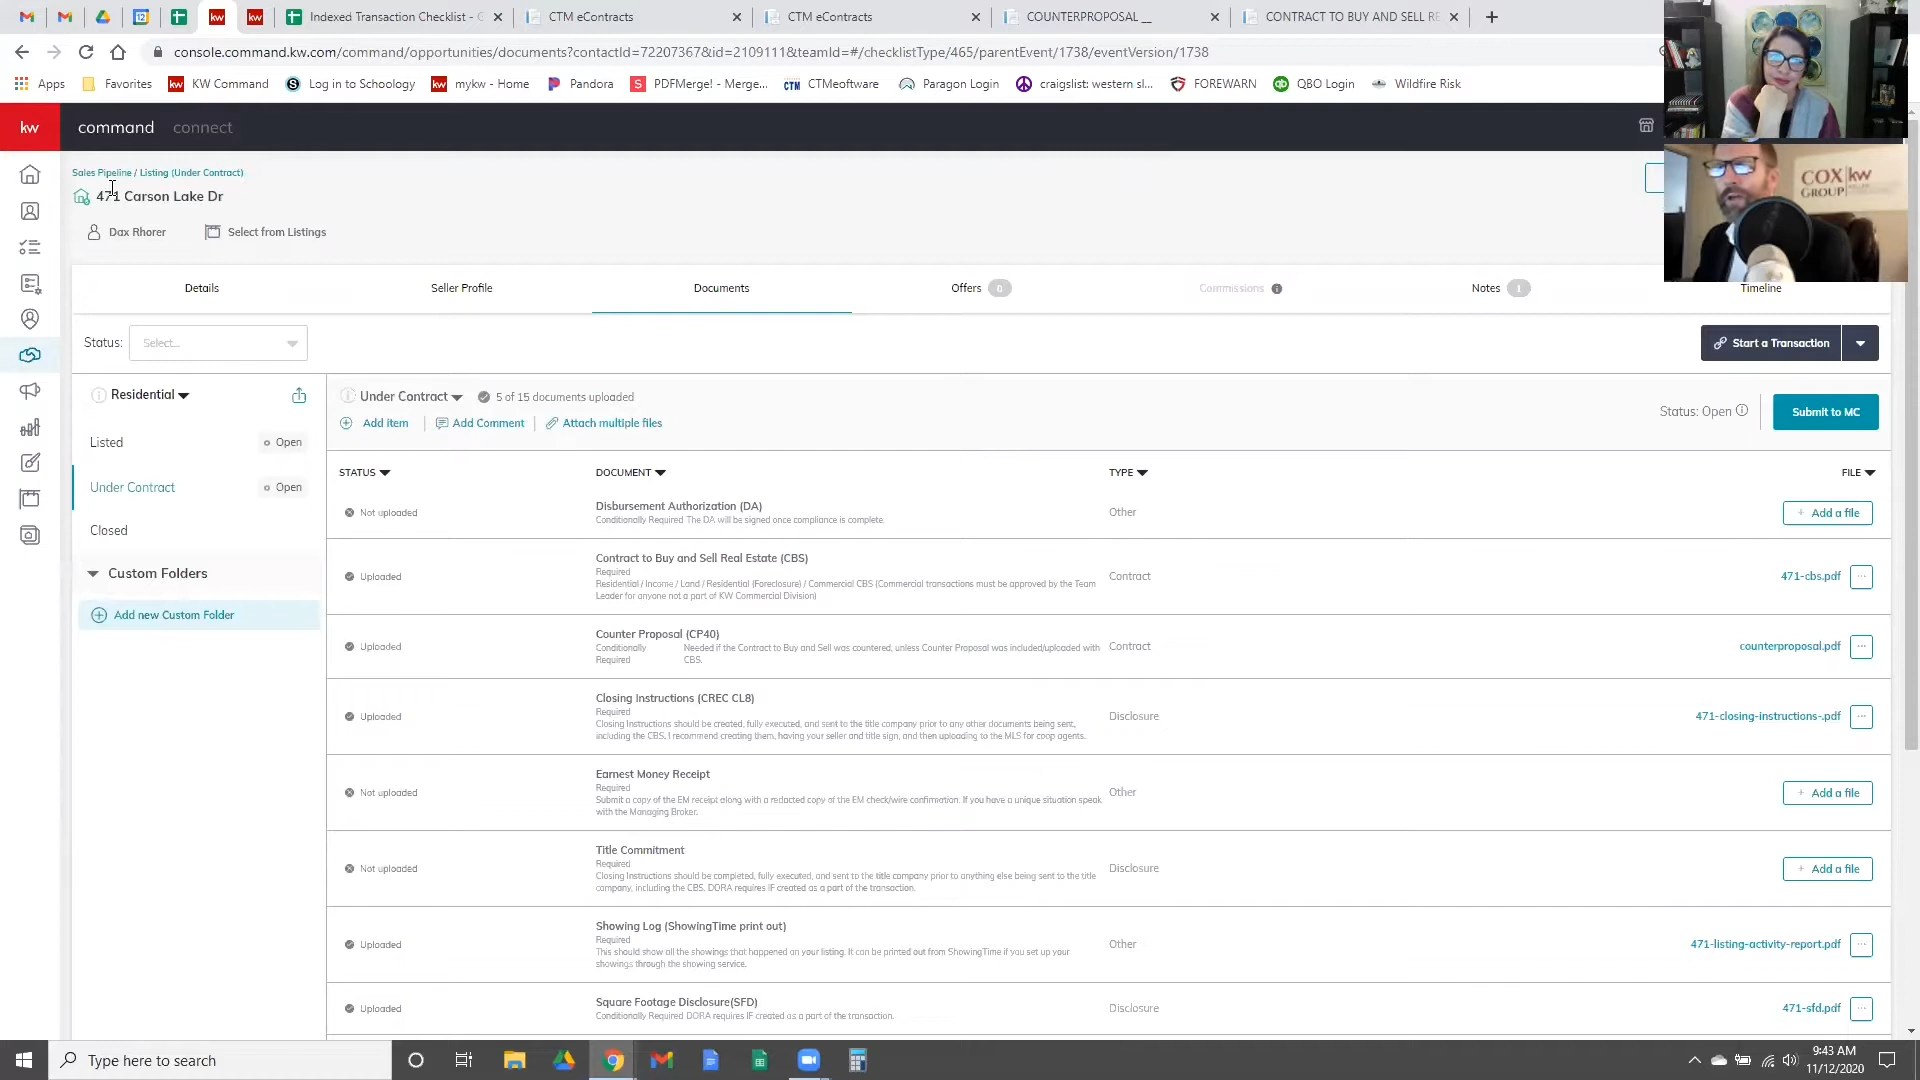 Indexed Transaction Checklist - G
CTM eContracts
CTM eContracts
COUNTERPROPOSAL __
CONTRACT TO BUY AND SELL RE
console.command.kw.com/command/opportunities/documents?contactId=72207367&id=2109111&teamId=#/checklistType/465/parentEvent/1738/eventVersion/1738
Apps
Favorites
kw KW Command
Log in to Schoology
kw mykw - Home
Pandora
S PDFMerge! - Merge...
CTM CTMeoftware
Paragon Login
craigslist: western sl...
FOREWARN
QBO Login
Wildfire Risk
kw command connect
Sales Pipeline / Listing (Under Contract)
471 Carson Lake Dr
Dax Rhorer
Select from Listings
COX kw
GROUP
Details
Seller Profile
Documents
Offers 0
Commissions
Notes 1
Timeline
Status: Select...
Start a Transaction
Residential
Listed Open
Under Contract Open
Closed
Custom Folders
Add new Custom Folder
Under Contract 5 of 15 documents uploaded
Add item
Add Comment
Attach multiple files
Status: Open
Submit to MC
STATUS DOCUMENT TYPE FILE
Not uploaded
Disbursement Authorization (DA)
Conditionally Required The DA will be signed once compliance is complete.
Other
+ Add a file
Uploaded
Contract to Buy and Sell Real Estate (CBS)
Required
Residential / Income / Land / Residential (Foreclosure) / Commercial CBS (Commercial transactions must be approved by the Team
Leader for anyone not a part of KW Commercial Division)
Contract
471-cbs.pdf
Uploaded
Counter Proposal (CP40)
Conditionally Required
Needed if the Contract to Buy and Sell was countered, unless Counter Proposal was included/uploaded with
CBS.
Contract
counterproposal.pdf
Uploaded
Closing Instructions (CREC CL8)
Required
Closing Instructions should be created, fully executed, and sent to the title company prior to any other documents being sent,
including the CBS, I recommend creating them, having your seller and title sign, and then uploading to the MLS for coop agents.
Disclosure
471-closing-instructions-.pdf
Not uploaded
Earnest Money Receipt
Required
Submit a copy of the EM receipt along with a redacted copy of the EM check/wire confirmation. If you have a unique situation speak
with the Managing Broker.
Other
+ Add a file
Not uploaded
Title Commitment
Required
Closing Instructions should be completed, fully executed, and sent to the title company prior to anything else being sent to the title
company, including the CBS. DORA requires IF created as a part of the transaction.
Disclosure
+ Add a file
Uploaded
Showing Log (ShowingTime print out)
Required
This should show all the showings that happened on your listing. It can be printed out from ShowingTime if you set up your
showings through the showing service.
Other
471-listing-activity-report.pdf
Uploaded
Square Footage Disclosure(SFD)
Conditionally Required DORA requires IF created as a part of the transaction.
Disclosure
471-sfd.pdf
Type here to search
9:43 AM
11/12/2020